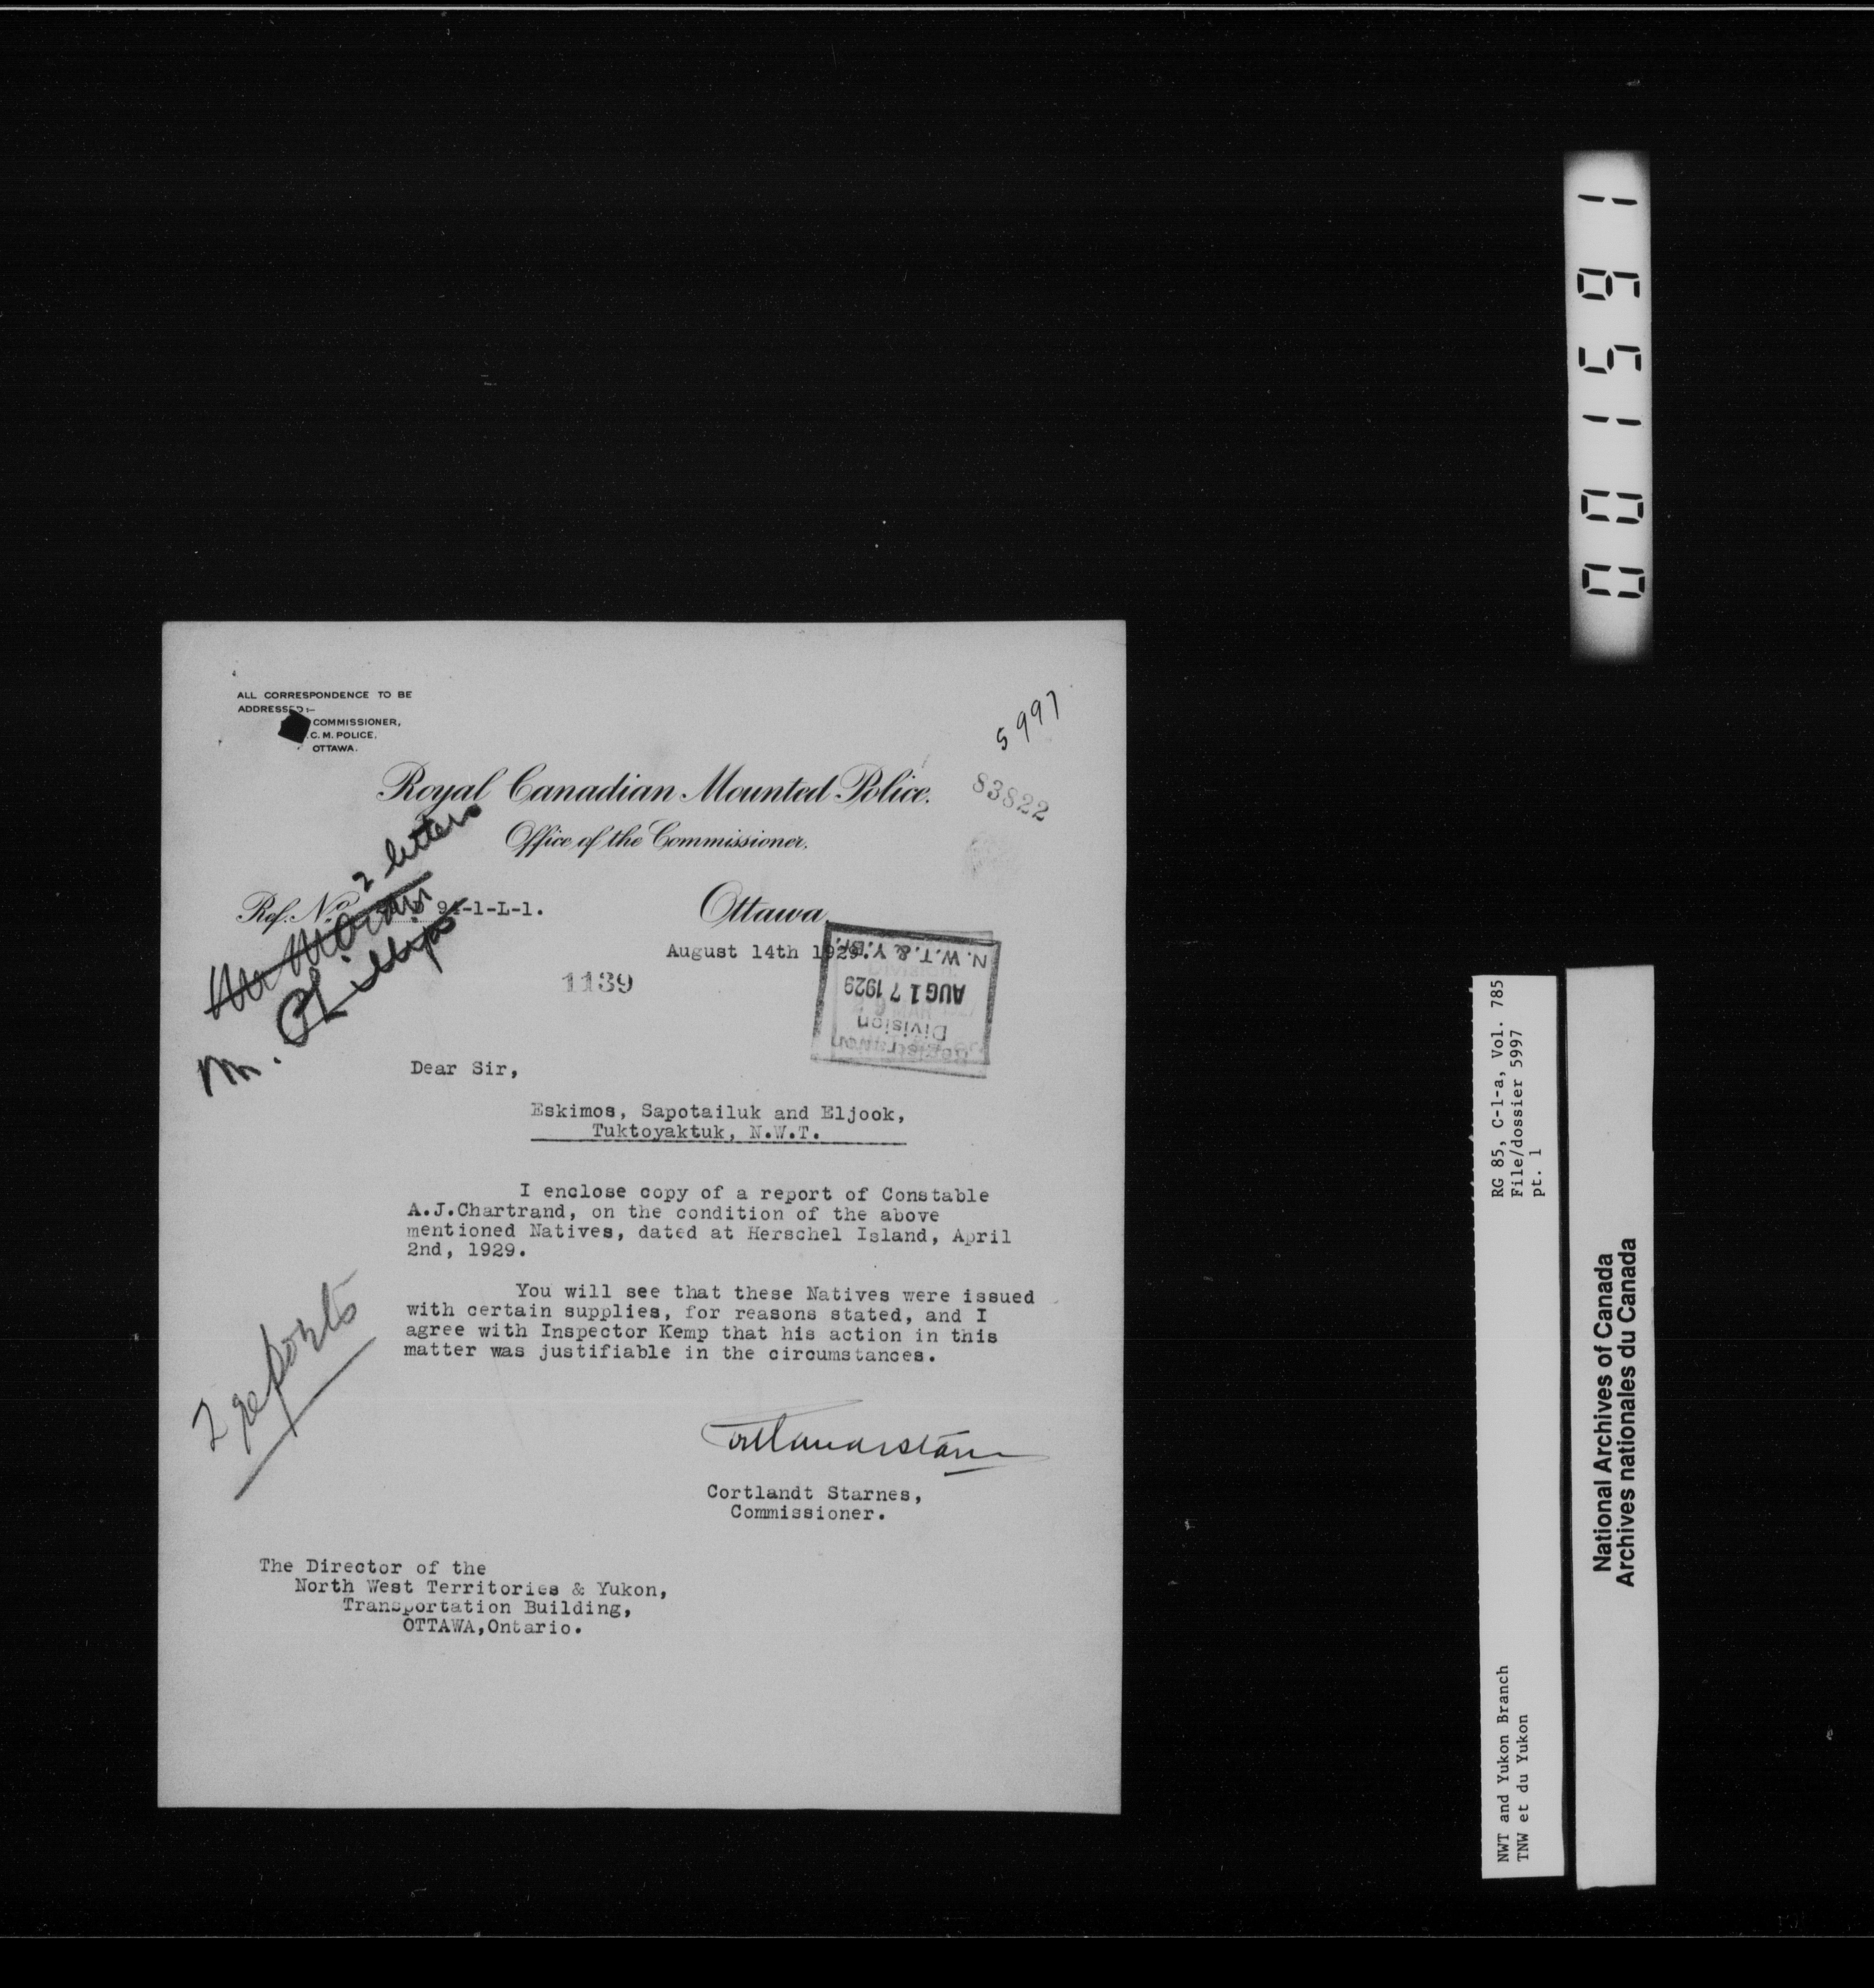 ALL CORRESPONDENCE TO BE
ADDRESSED:-
COMMISSIONER,
.C. M. POLICE,
OTTAWA.
5997
83822
Royal Canadian Mounted Police.
Office of the Commissioner.
2 letters
Ref. No. 94-1-L-1.
Ottawa,
August 14th 1929.
1139
N.W.T. & Y. Br.
AUG 17 1929
Division
Registration
Mr. Phillips
Dear Sir,
Eskimos, Sapotailuk and Eljook,
Tuktoyaktuk, N.W.T.
I enclose copy of a report of Constable
A.J.Chartrand, on the condition of the above
mentioned Natives, dated at Herschel Island, April
2nd, 1929.
You will see that these Natives were issued
with certain supplies, for reasons stated, and I
agree with Inspector Kemp that his action in this
matter was justifiable in the circumstances.
2 reports
Cortlandt Starnes
Cortlandt Starnes,
Commissioner.
The Director of the
North West Territories & Yukon,
Transportation Building,
OTTAWA,Ontario.
001591
RG 85, C-1-a, Vol. 785
File/dossier 5997
pt. 1
NWT and Yukon Branch
TNW et du Yukon
National Archives of Canada
Archives nationales du Canada